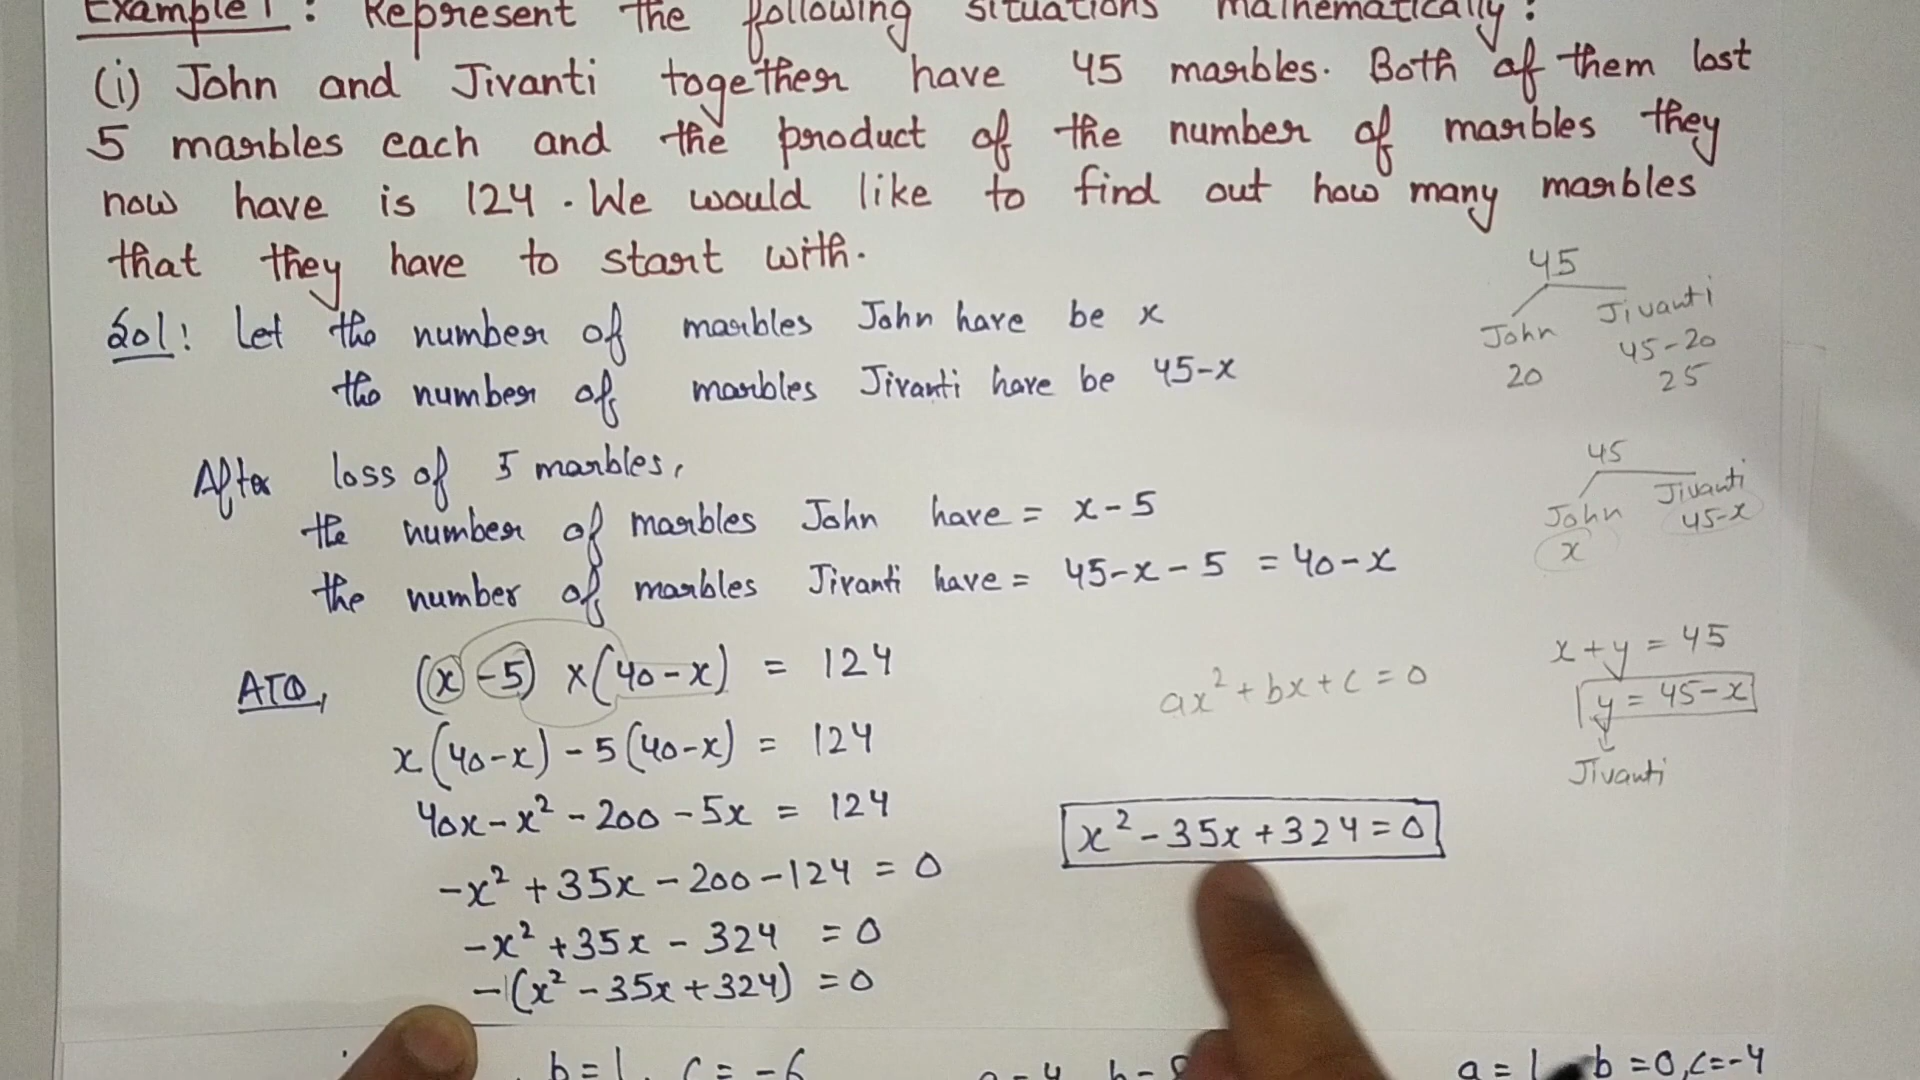 Example 1 : Represent the following situations mathematically :
(i) John and Jivanti together have 45 marbles. Both of them lost
5 marbles each and the product of the number of marbles they
now have is 124. We would like to find out how many marbles
that they have to start with.
Sol! Let the number of marbles John have be x
the number of marbles Jivanti have be 45-x
After loss of 5 marbles,
the number of marbles John have = x-5
the number of marbles Jivanti have = 45-x-5 = 40-x
ATQ, (x-5) x(40-x) = 124
x(40-x) - 5(40-x) = 124
40x-x² -200 -5x = 124
-x² +35x -200-124 = 0
-x² +35x - 324 = 0
-1(x² -35x+324) = 0
ax²+bx+c=0
x²-35x+324=0
45
John Jivanti
20 45-20
25
45
John Jivanti
x 45-x
x+y = 45
y = 45-x
Jivanti
b=1, c=-6
a=1 b=0, c=-4